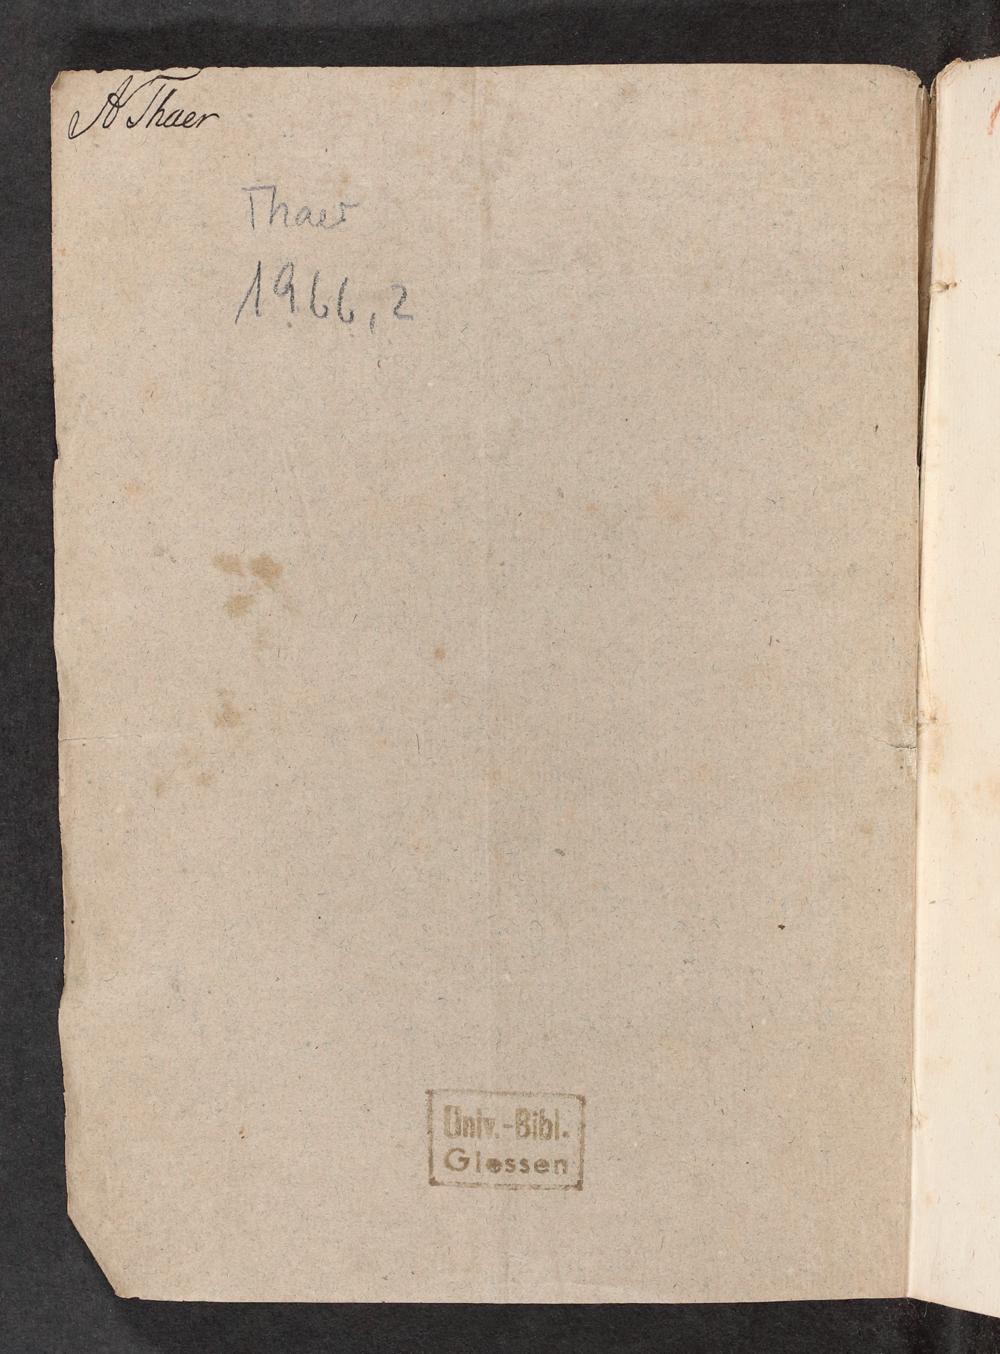 A Thaer
Thaer
1966,2
Univ.-Bibl.
Giessen